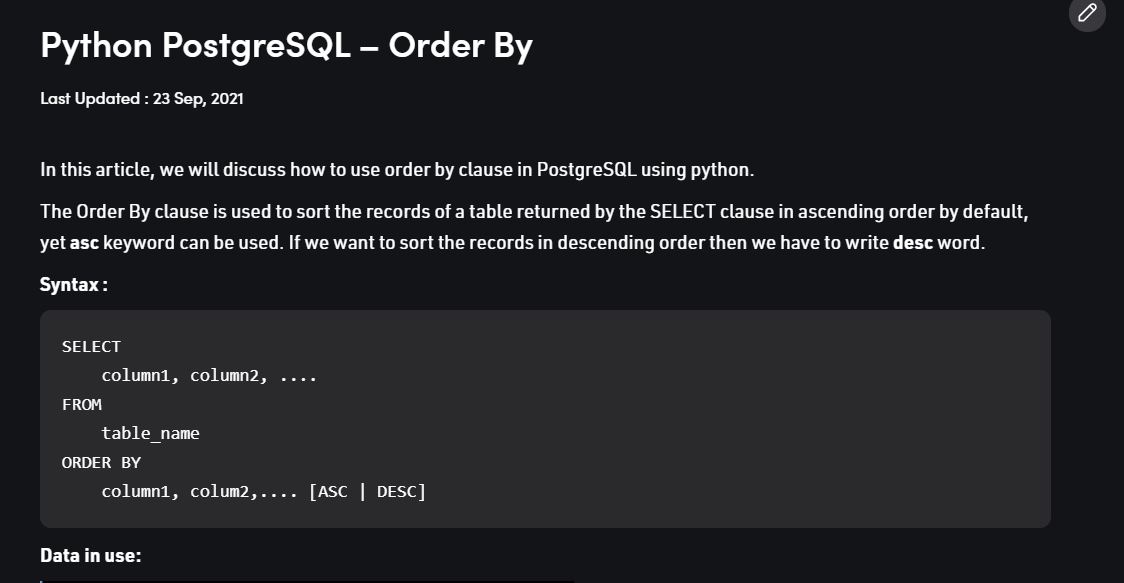 Python PostgreSQL – Order By
Last Updated : 23 Sep, 2021
In this article, we will discuss how to use order by clause in PostgreSQL using python.
The Order By clause is used to sort the records of a table returned by the SELECT clause in ascending order by default,
yet asc keyword can be used. If we want to sort the records in descending order then we have to write desc word.
Syntax :
SELECT
    column1, column2, ....
FROM
    table_name
ORDER BY
    column1, colum2,.... [ASC | DESC]
Data in use: